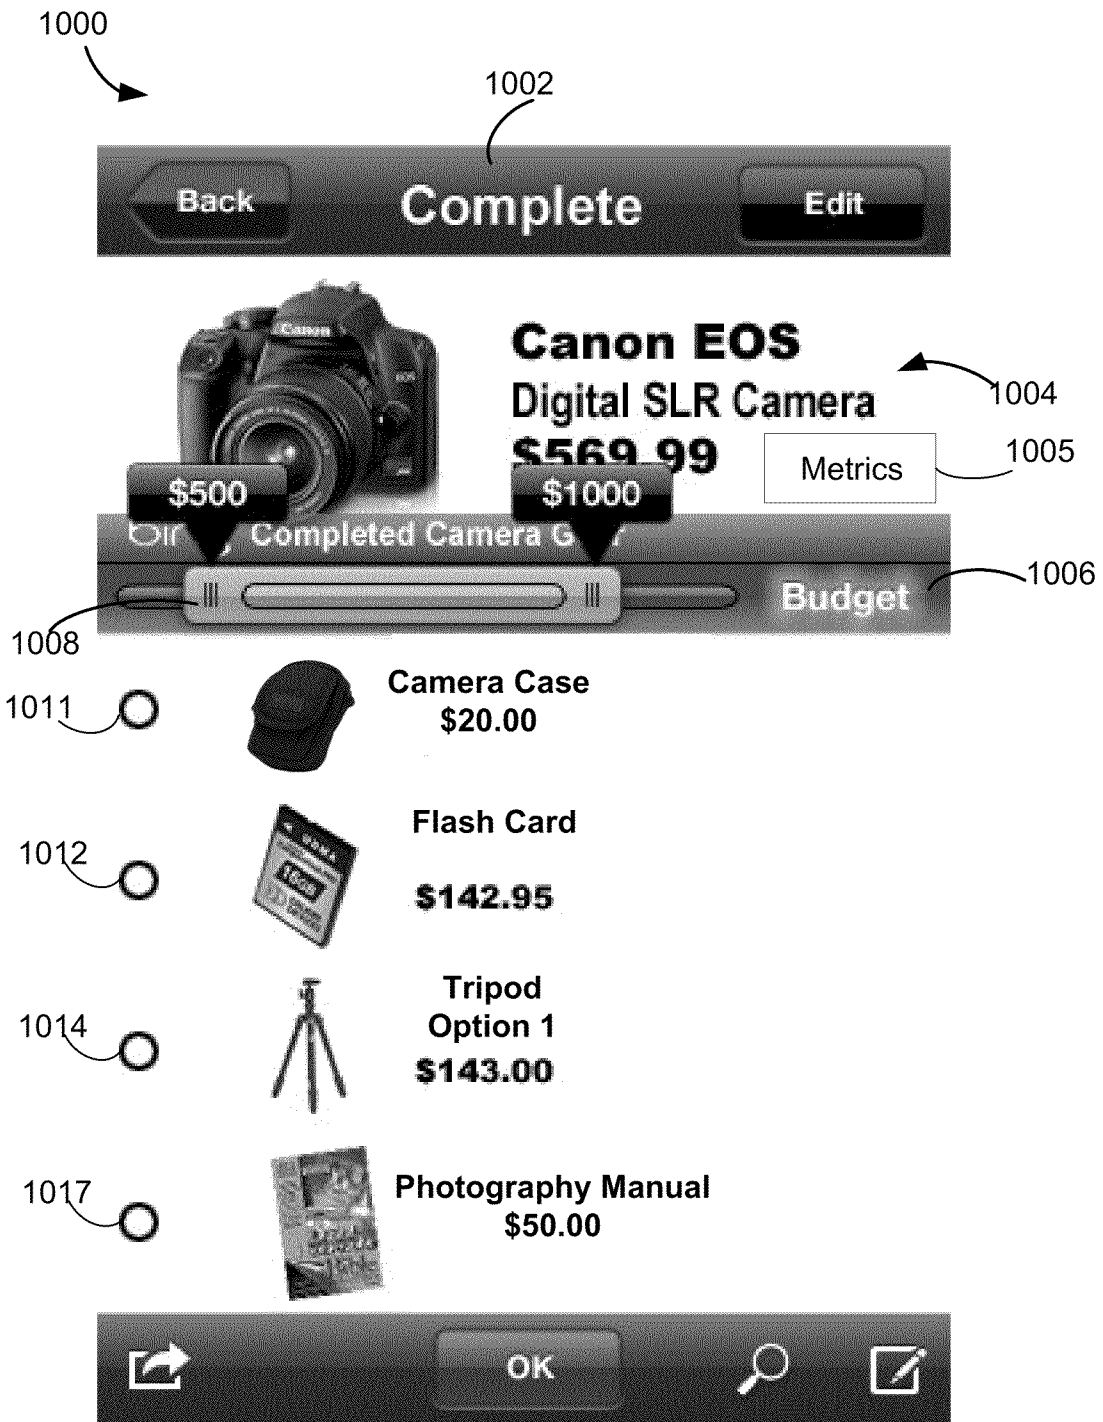 1000
1002
Back
Complete
Edit
Canon
Canon EOS
Digital SLR Camera
1004
$569.99
Metrics
1005
$500
$1000
Completed Camera
Budget
1006
1008
1011
Camera Case
$20.00
Flash Card
1012
$142.95
Tripod
Option 1
1014
$143.00
1017
Photography Manual
$50.00
OK